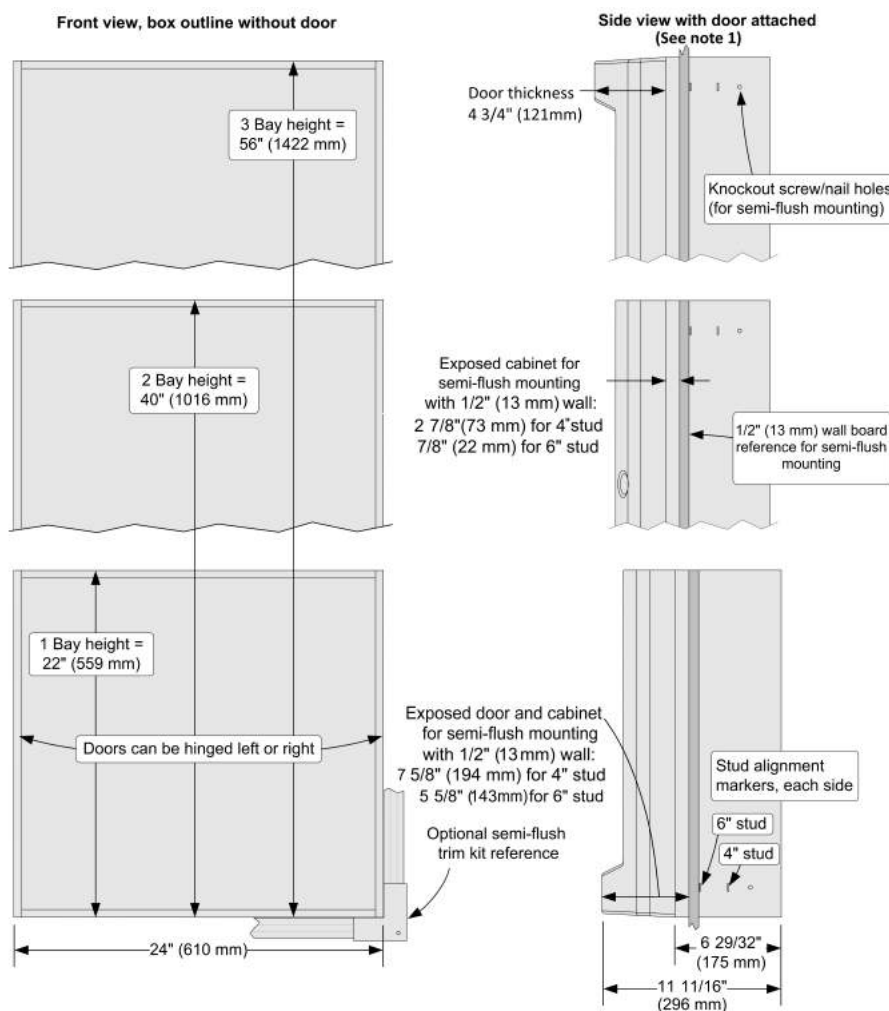 Front view, box outline without door
Side view with door attached
(See note 1)
3 Bay height =
56" (1422 mm)
Door thickness
4 3/4" (121mm)
Knockout screw/nail holes
(for semi-flush mounting)
2 Bay height =
40" (1016 mm)
Exposed cabinet for
semi-flush mounting
with 1/2" (13 mm) wall:
2 7/8"(73 mm) for 4"stud
7/8" (22 mm) for 6" stud
1/2" (13 mm) wall board
reference for semi-flush
mounting
1 Bay height =
22" (559 mm)
Doors can be hinged left or right
Exposed door and cabinet
for semi-flush mounting
with 1/2" (13 mm) wall:
7 5/8" (194 mm) for 4" stud
5 5/8" (143mm) for 6" stud
Stud alignment
markers, each side
6" stud
4" stud
Optional semi-flush
trim kit reference
24" (610 mm)
6 29/32"
(175 mm)
11 11/16"
(296 mm)